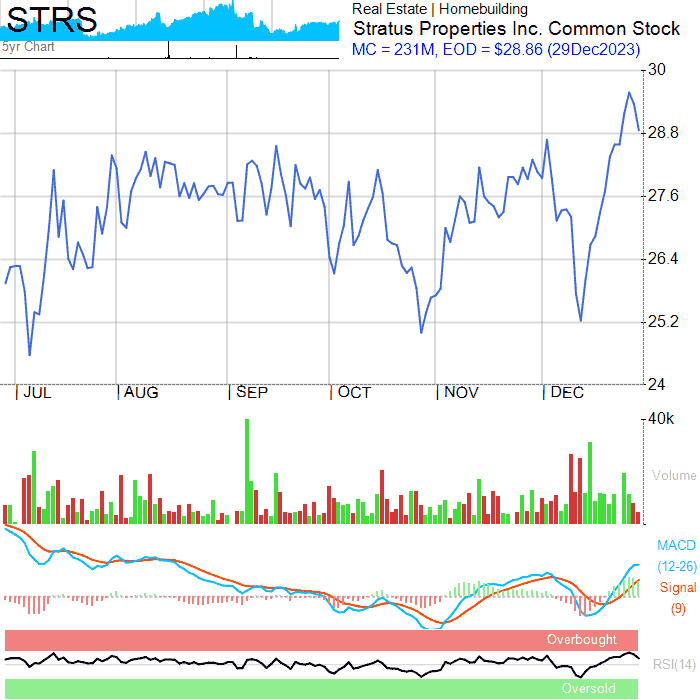 STRS
5yr Chart
Real Estate | Homebuilding
Stratus Properties Inc. Common Stock
MC = 231M, EOD = $28.86 (29Dec2023)
30
28.8
27.6
26.4
25.2
24
| JUL | AUG | SEP | OCT | NOV | DEC
40k
Volume
MACD
(12-26)
Signal
(9)
Overbought
RSI(14)
Oversold